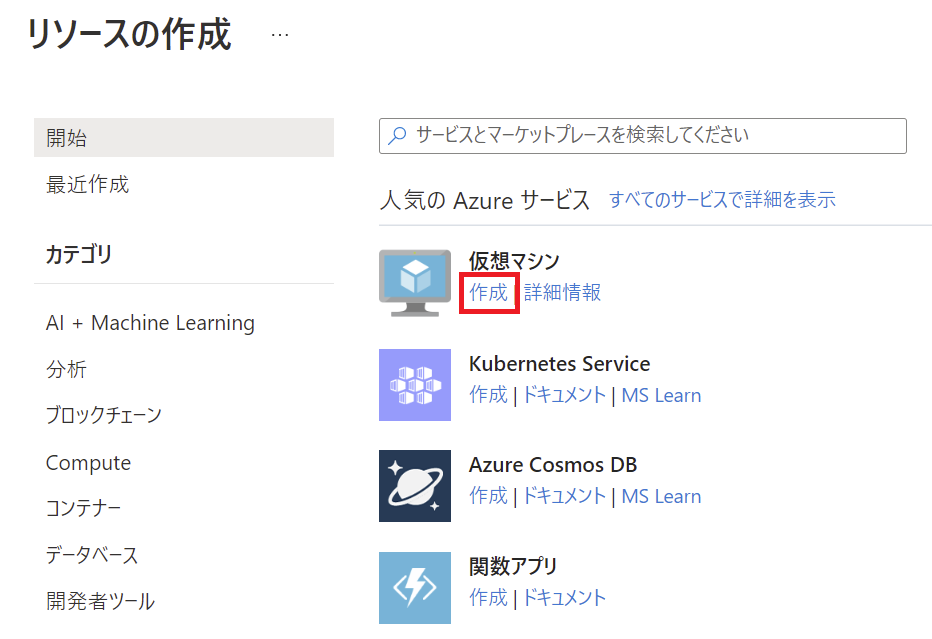 リソースの作成 ...
開始
最近作成
カテゴリ
AI + Machine Learning
分析
ブロックチェーン
Compute
コンテナー
データベース
開発者ツール
サービスとマーケットプレースを検索してください
人気の Azure サービス すべてのサービスで詳細を表示
仮想マシン
作成 | 詳細情報
Kubernetes Service
作成 | ドキュメント | MS Learn
Azure Cosmos DB
作成 | ドキュメント | MS Learn
関数アプリ
作成 | ドキュメント